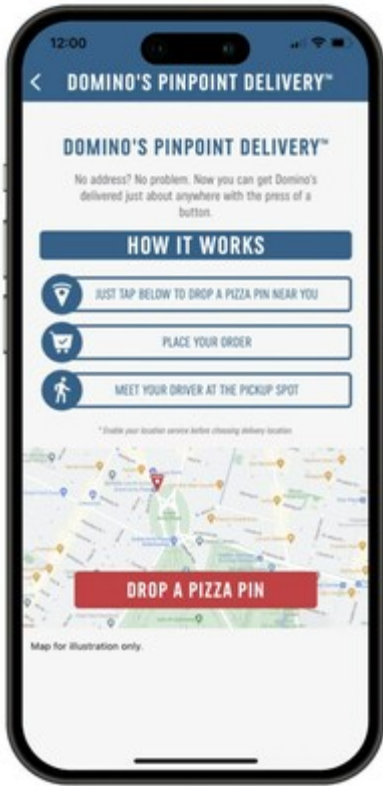 12:00
DOMINO'S PINPOINT DELIVERY™
DOMINO'S PINPOINT DELIVERY™
No address? No problem. Now you can get Domino's
delivered just about anywhere with the press of a
button.
HOW IT WORKS
JUST TAP BELOW TO DROP A PIZZA PIN NEAR YOU
PLACE YOUR ORDER
MEET YOUR DRIVER AT THE PICKUP SPOT
* Enable your location service before choosing delivery location
DROP A PIZZA PIN
Map for illustration only.